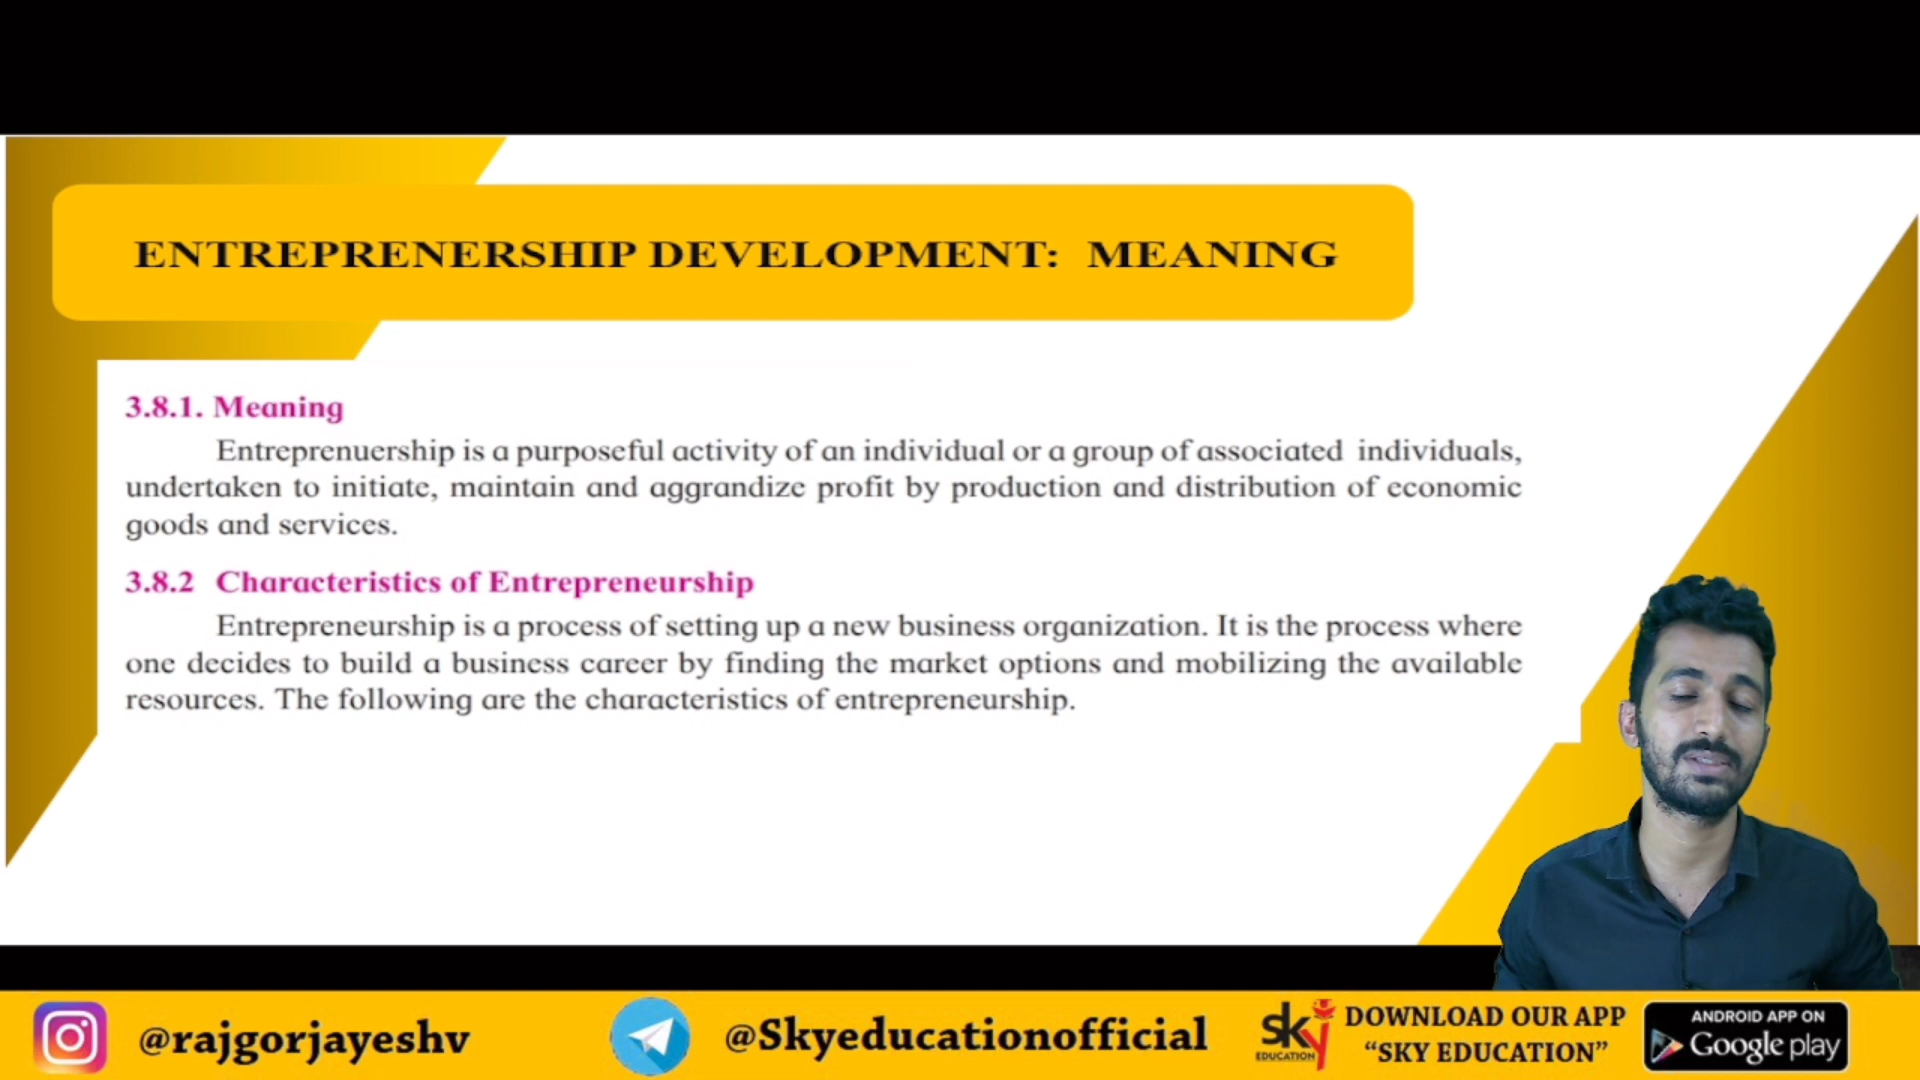 ENTREPRENERSHIP DEVELOPMENT: MEANING
3.8.1. Meaning
Entreprenuership is a purposeful activity of an individual or a group of associated individuals,
undertaken to initiate, maintain and aggrandize profit by production and distribution of economic
goods and services.
3.8.2 Characteristics of Entrepreneurship
Entrepreneurship is a process of setting up a new business organization. It is the process where
one decides to build a business career by finding the market options and mobilizing the available
resources. The following are the characteristics of entrepreneurship.
@rajgorjayeshv
@Skyeducationofficial
sky
EDUCATION
DOWNLOAD OUR APP
“SKY EDUCATION”
ANDROID APP ON
Google play